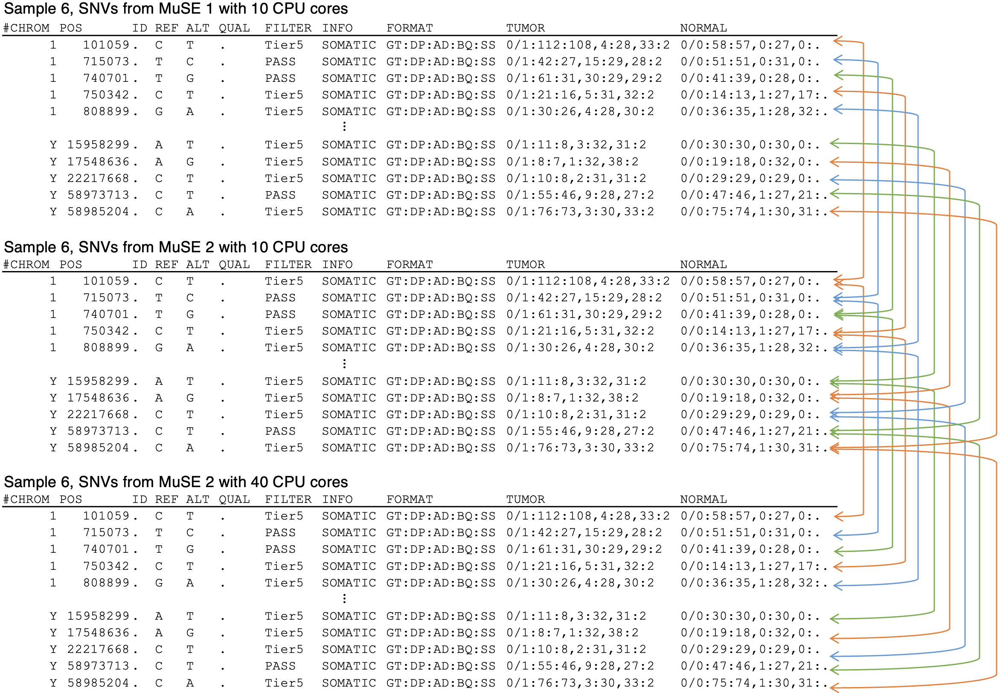 Sample 6, SNVs from MuSE 1 with 10 CPU cores
#CHROM POS ID REF ALT QUAL FILTER INFO FORMAT TUMOR NORMAL
1 101059. C T . Tier5 SOMATIC GT:DP:AD:BQ:SS 0/1:112:108,4:28,33:2 0/0:58:57,0:27,0:.
1 715073. T C . PASS SOMATIC GT:DP:AD:BQ:SS 0/1:42:27,15:29,28:2 0/0:51:51,0:31,0:.
1 740701. T G . PASS SOMATIC GT:DP:AD:BQ:SS 0/1:61:31,30:29,29:2 0/0:41:39,0:28,0:.
1 750342. C T . Tier5 SOMATIC GT:DP:AD:BQ:SS 0/1:21:16,5:31,32:2 0/0:14:13,1:27,17:.
1 808899. G A . Tier5 SOMATIC GT:DP:AD:BQ:SS 0/1:30:26,4:28,30:2 0/0:36:35,1:28,32:.
⋮
Y 15958299. A T . Tier5 SOMATIC GT:DP:AD:BQ:SS 0/1:11:8,3:32,31:2 0/0:30:30,0:30,0:.
Y 17548636. A G . Tier5 SOMATIC GT:DP:AD:BQ:SS 0/1:8:7,1:32,38:2 0/0:19:18,0:32,0:.
Y 22217668. C T . Tier5 SOMATIC GT:DP:AD:BQ:SS 0/1:10:8,2:31,31:2 0/0:29:29,0:29,0:.
Y 58973713. C T . PASS SOMATIC GT:DP:AD:BQ:SS 0/1:55:46,9:28,27:2 0/0:47:46,1:27,21:.
Y 58985204. C A . Tier5 SOMATIC GT:DP:AD:BQ:SS 0/1:76:73,3:30,33:2 0/0:75:74,1:30,31:.
Sample 6, SNVs from MuSE 2 with 10 CPU cores
#CHROM POS ID REF ALT QUAL FILTER INFO FORMAT TUMOR NORMAL
1 101059. C T . Tier5 SOMATIC GT:DP:AD:BQ:SS 0/1:112:108,4:28,33:2 0/0:58:57,0:27,0:.
1 715073. T C . PASS SOMATIC GT:DP:AD:BQ:SS 0/1:42:27,15:29,28:2 0/0:51:51,0:31,0:.
1 740701. T G . PASS SOMATIC GT:DP:AD:BQ:SS 0/1:61:31,30:29,29:2 0/0:41:39,0:28,0:.
1 750342. C T . Tier5 SOMATIC GT:DP:AD:BQ:SS 0/1:21:16,5:31,32:2 0/0:14:13,1:27,17:.
1 808899. G A . Tier5 SOMATIC GT:DP:AD:BQ:SS 0/1:30:26,4:28,30:2 0/0:36:35,1:28,32:.
⋮
Y 15958299. A T . Tier5 SOMATIC GT:DP:AD:BQ:SS 0/1:11:8,3:32,31:2 0/0:30:30,0:30,0:.
Y 17548636. A G . Tier5 SOMATIC GT:DP:AD:BQ:SS 0/1:8:7,1:32,38:2 0/0:19:18,0:32,0:.
Y 22217668. C T . Tier5 SOMATIC GT:DP:AD:BQ:SS 0/1:10:8,2:31,31:2 0/0:29:29,0:29,0:.
Y 58973713. C T . PASS SOMATIC GT:DP:AD:BQ:SS 0/1:55:46,9:28,27:2 0/0:47:46,1:27,21:.
Y 58985204. C A . Tier5 SOMATIC GT:DP:AD:BQ:SS 0/1:76:73,3:30,33:2 0/0:75:74,1:30,31:.
Sample 6, SNVs from MuSE 2 with 40 CPU cores
#CHROM POS ID REF ALT QUAL FILTER INFO FORMAT TUMOR NORMAL
1 101059. C T . Tier5 SOMATIC GT:DP:AD:BQ:SS 0/1:112:108,4:28,33:2 0/0:58:57,0:27,0:.
1 715073. T C . PASS SOMATIC GT:DP:AD:BQ:SS 0/1:42:27,15:29,28:2 0/0:51:51,0:31,0:.
1 740701. T G . PASS SOMATIC GT:DP:AD:BQ:SS 0/1:61:31,30:29,29:2 0/0:41:39,0:28,0:.
1 750342. C T . Tier5 SOMATIC GT:DP:AD:BQ:SS 0/1:21:16,5:31,32:2 0/0:14:13,1:27,17:.
1 808899. G A . Tier5 SOMATIC GT:DP:AD:BQ:SS 0/1:30:26,4:28,30:2 0/0:36:35,1:28,32:.
⋮
Y 15958299. A T . Tier5 SOMATIC GT:DP:AD:BQ:SS 0/1:11:8,3:32,31:2 0/0:30:30,0:30,0:.
Y 17548636. A G . Tier5 SOMATIC GT:DP:AD:BQ:SS 0/1:8:7,1:32,38:2 0/0:19:18,0:32,0:.
Y 22217668. C T . Tier5 SOMATIC GT:DP:AD:BQ:SS 0/1:10:8,2:31,31:2 0/0:29:29,0:29,0:.
Y 58973713. C T . PASS SOMATIC GT:DP:AD:BQ:SS 0/1:55:46,9:28,27:2 0/0:47:46,1:27,21:.
Y 58985204. C A . Tier5 SOMATIC GT:DP:AD:BQ:SS 0/1:76:73,3:30,33:2 0/0:75:74,1:30,31:.